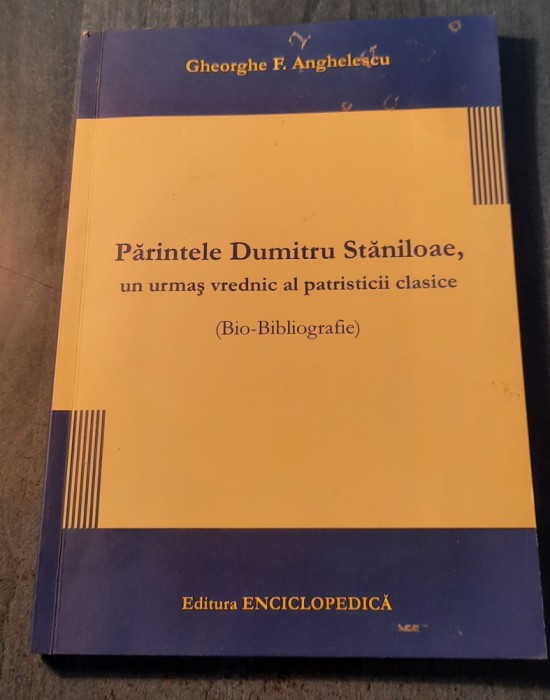 Gheorghe F. Anghelescu
Părintele Dumitru Stăniloae,
un urmaş vrednic al patristicii clasice
(Bio-Bibliografie)
Editura ENCICLOPEDICĂ